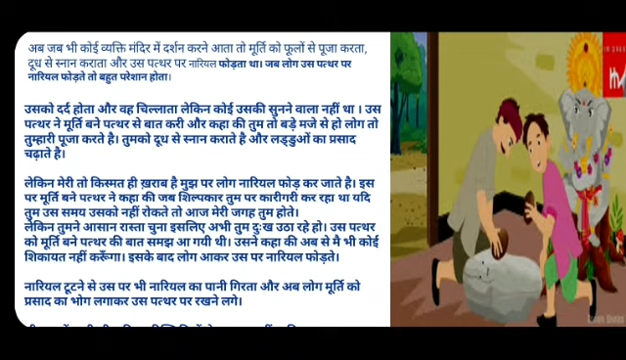 अब जब भी कोई व्यक्ति मंदिर में दर्शन करने आता तो मूर्ति को फूलों से पूजा करता,
दूध से स्नान कराता और उस पत्थर पर नारियल फोड़ता था। जब लोग उस पत्थर पर
नारियल फोड़ते तो बहुत परेशान होता।
उसको दर्द होता और वह चिल्लाता लेकिन कोई उसकी सुनने वाला नहीं था । उस
पत्थर ने मूर्ति बने पत्थर से बात करी और कहा की तुम तो बड़े मजे से हो लोग तो
तुम्हारी पूजा करते है। तुमको दूध से स्नान कराते है और लड्डुओं का प्रसाद
चढ़ाते है।
लेकिन मेरी तो किस्मत ही ख़राब है मुझ पर लोग नारियल फोड़ कर जाते है। इस
पर मूर्ति बने पत्थर ने कहा की जब शिल्पकार तुम पर कारीगरी कर रहा था यदि
तुम उस समय उसको नहीं रोकते तो आज मेरी जगह तुम होते।
लेकिन तुमने आसान रास्ता चुना इसलिए अभी तुम दुःख उठा रहे हो। उस पत्थर
को मूर्ति बने पत्थर की बात समझ आ गयी थी। उसने कहा की अब से मै भी कोई
शिकायत नहीं करूँगा। इसके बाद लोग आकर उस पर नारियल फोड़ते।
नारियल टूटने से उस पर भी नारियल का पानी गिरता और अब लोग मूर्ति को
प्रसाद का भोग लगाकर उस पत्थर पर रखने लगे।